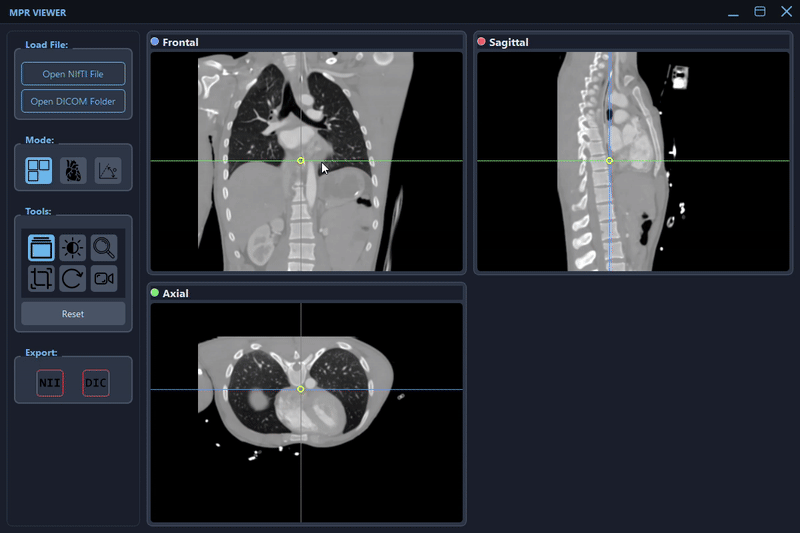 MPR VIEWER
Load File:
Open NIfTI File
Open DICOM Folder
Mode:
Tools:
Reset
Export:
NII
DIC
Frontal
Sagittal
Axial